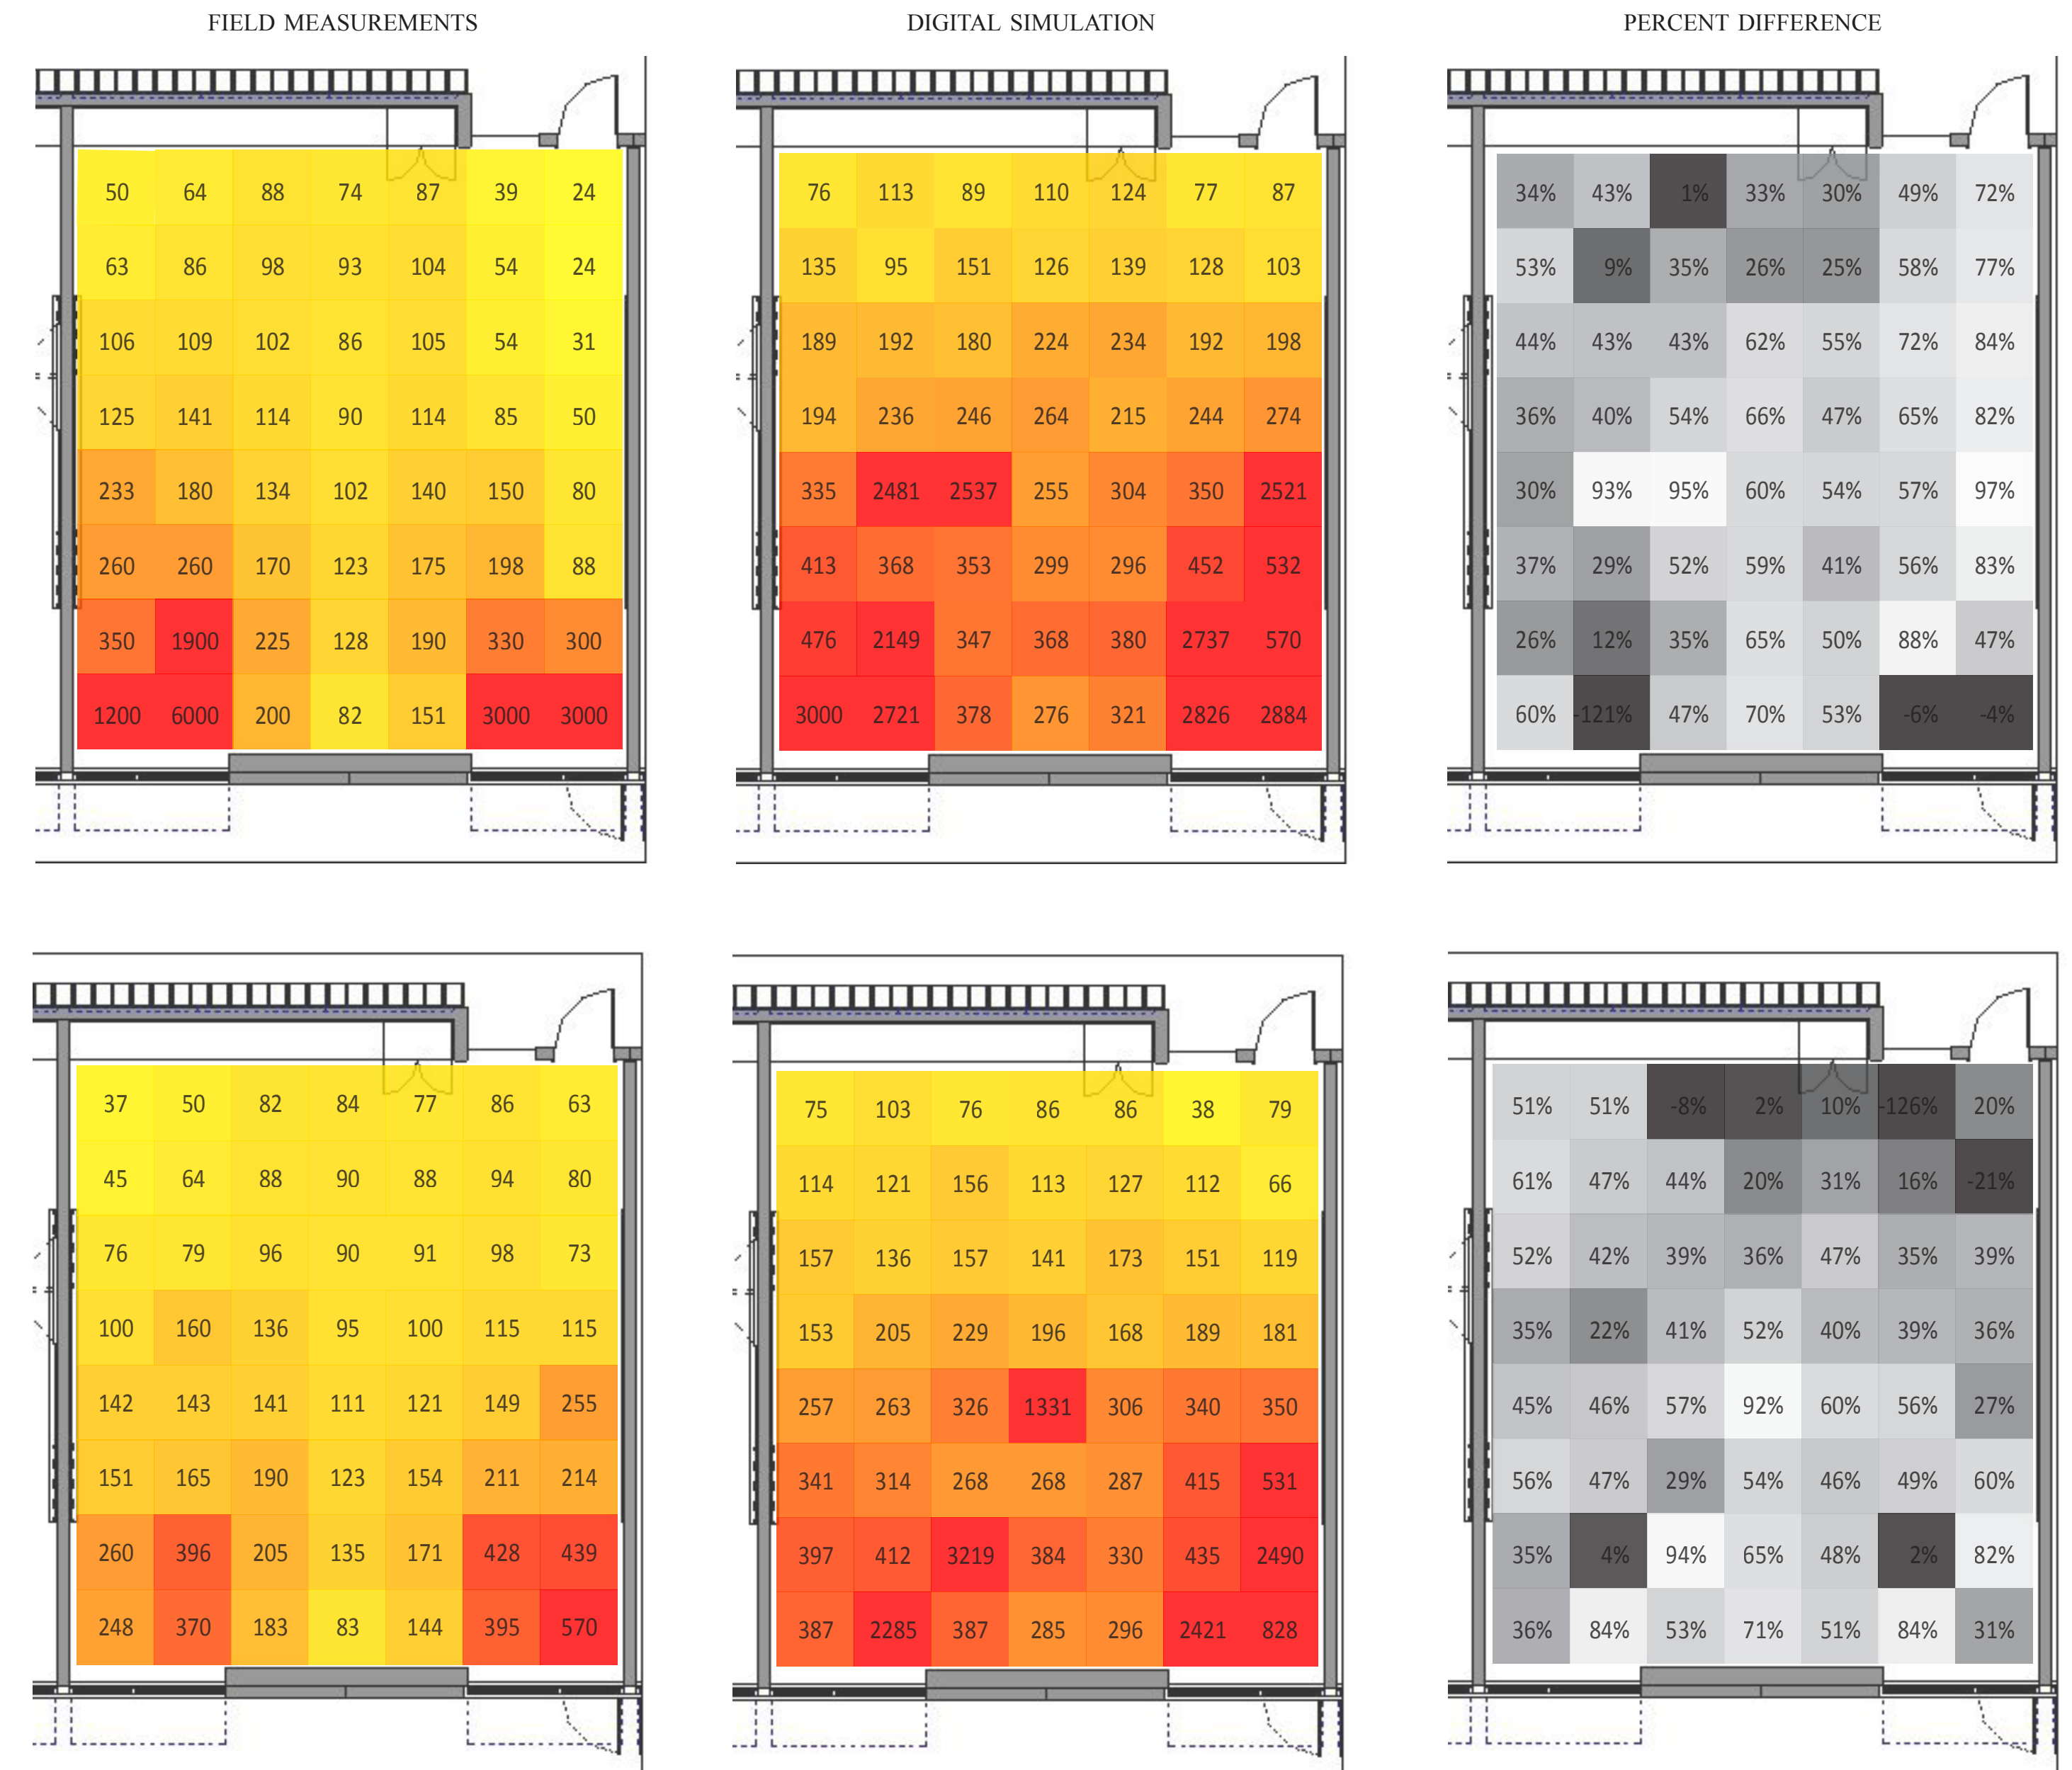 FIELD MEASUREMENTS DIGITAL SIMULATION PERCENT DIFFERENCE
50 64 88 74 87 39 24 76 113 89 110 124 77 87 34% 43% 1% 33% 30% 49% 72%
63 86 98 93 104 54 24 135 95 151 126 139 128 103 53% 9% 35% 26% 25% 58% 77%
106 109 102 86 105 54 31 189 192 180 224 234 192 198 44% 43% 43% 62% 55% 72% 84%
125 141 114 90 114 85 50 194 236 246 264 215 244 274 36% 40% 54% 66% 47% 65% 82%
233 180 134 102 140 150 80 335 2481 2537 255 304 350 2521 30% 93% 95% 60% 54% 57% 97%
260 260 170 123 175 198 88 413 368 353 299 296 452 532 37% 29% 52% 59% 41% 56% 83%
350 1900 225 128 190 330 300 476 2149 347 368 380 2737 570 26% 12% 35% 65% 50% 88% 47%
1200 6000 200 82 151 3000 3000 3000 2721 378 276 321 2826 2884 60% -121% 47% 70% 53% -6% -4%
37 50 82 84 77 86 63 75 103 76 86 86 38 79 51% 51% -8% 2% 10% -126% 20%
45 64 88 90 88 94 80 114 121 156 113 127 112 66 61% 47% 44% 20% 31% 16% -21%
76 79 96 90 91 98 73 157 136 157 141 173 151 119 52% 42% 39% 36% 47% 35% 39%
100 160 136 95 100 115 115 153 205 229 196 168 189 181 35% 22% 41% 52% 40% 39% 36%
142 143 141 111 121 149 255 257 263 326 1331 306 340 350 45% 46% 57% 92% 60% 56% 27%
151 165 190 123 154 211 214 341 314 268 268 287 415 531 56% 47% 29% 54% 46% 49% 60%
260 396 205 135 171 428 439 397 412 3219 384 330 435 2490 35% 4% 94% 65% 48% 2% 82%
248 370 183 83 144 395 570 387 2285 387 285 296 2421 828 36% 84% 53% 71% 51% 84% 31%